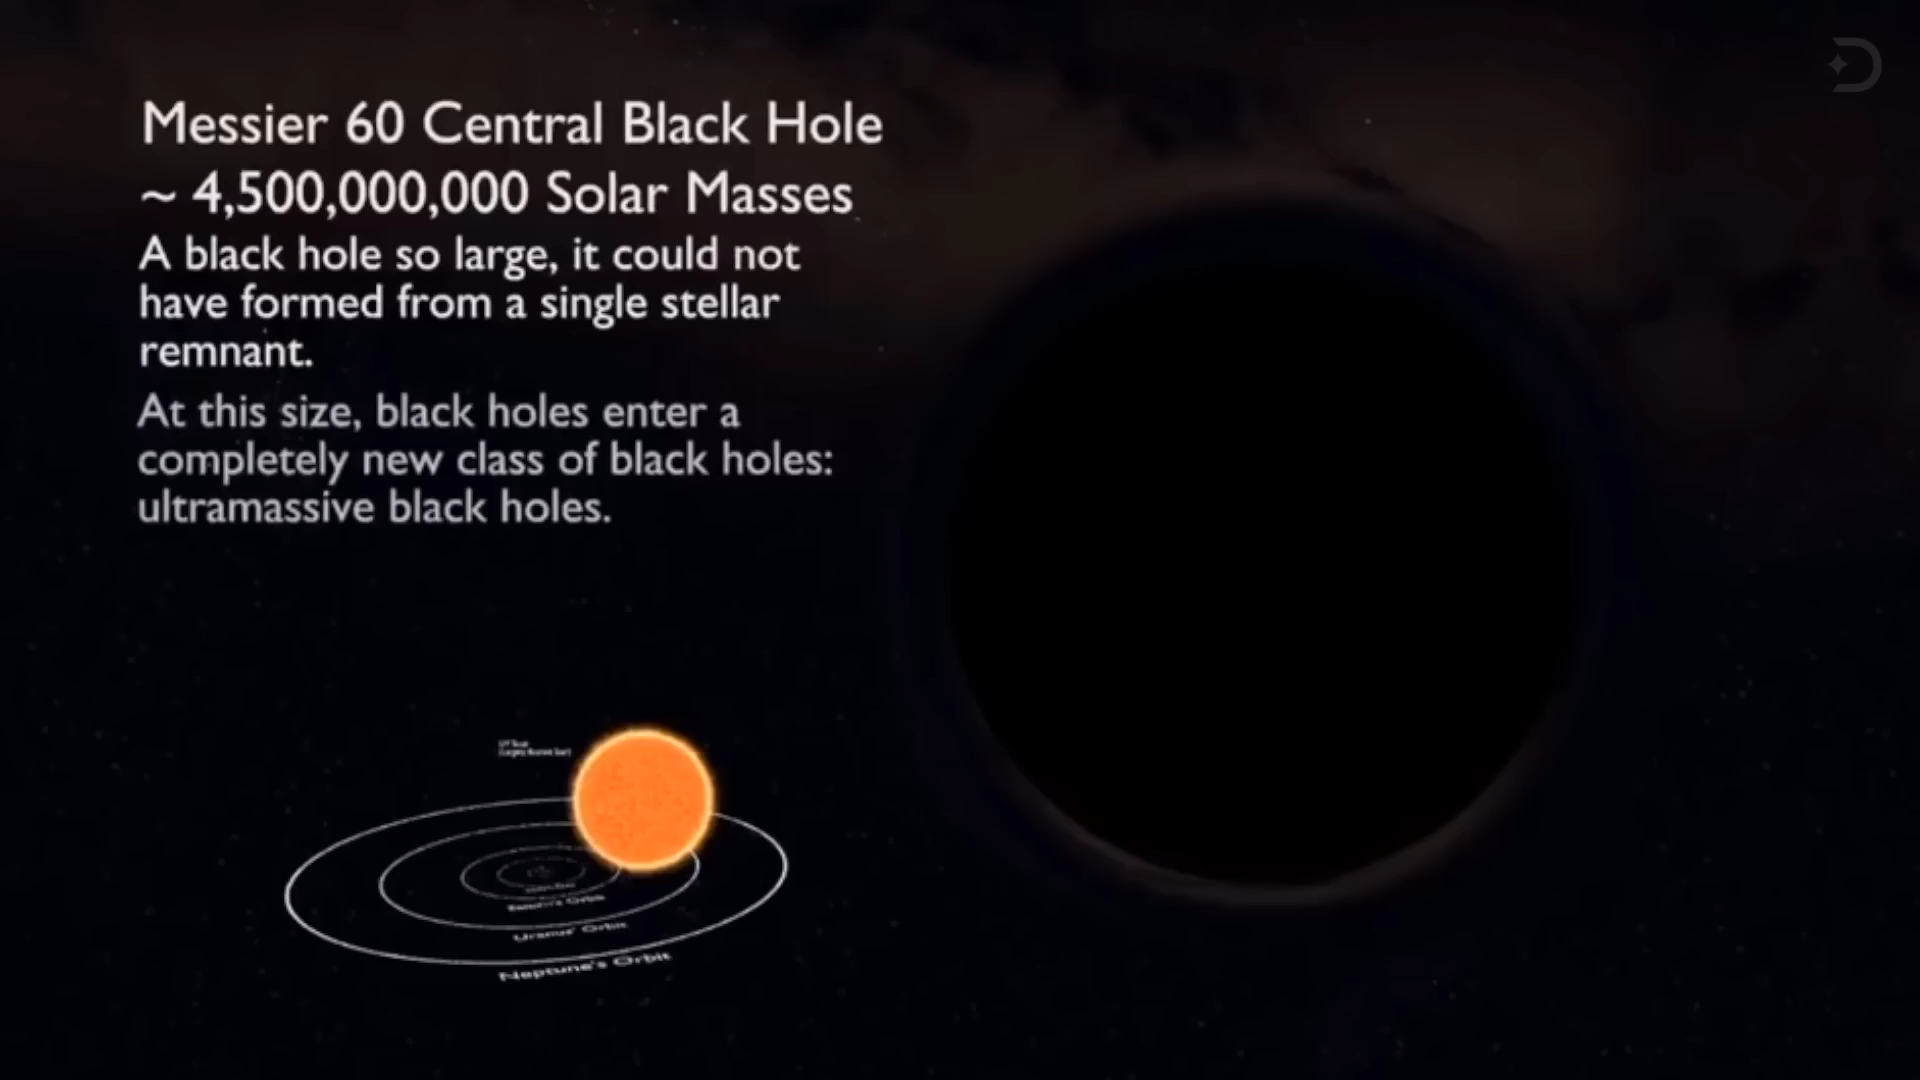 Messier 60 Central Black Hole
~ 4,500,000,000 Solar Masses
A black hole so large, it could not
have formed from a single stellar
remnant.
At this size, black holes enter a
completely new class of black holes:
ultramassive black holes.
Saturn's Orbit
Uranus' Orbit
Neptune's Orbit